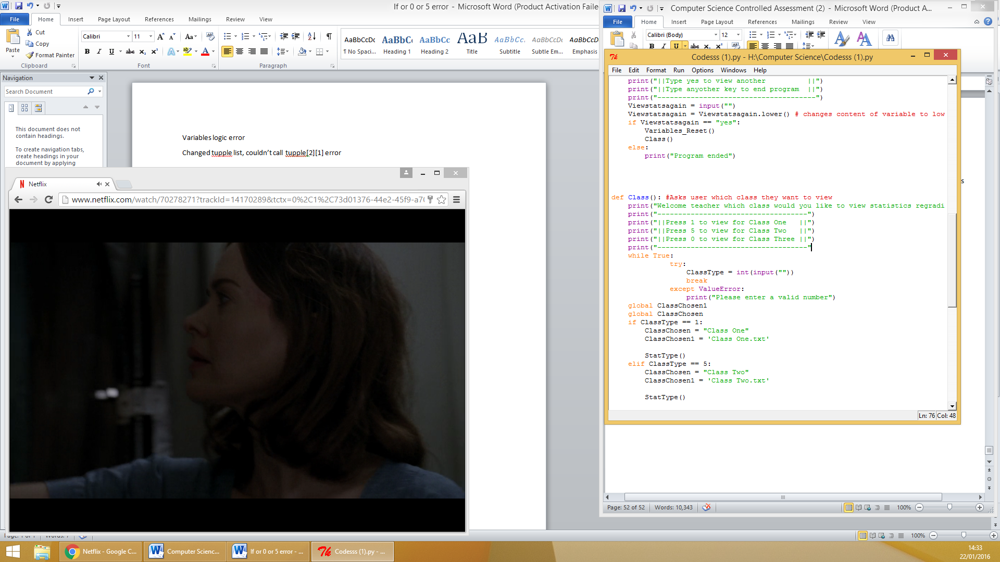 If or 0 or 5 error - Microsoft Word (Product Activation Faile
File Home Insert Page Layout References Mailings Review View
Paste
Cut
Copy
Format Painter
Calibri 11
Clipboard Font Paragraph
AaBbCcDc AaBbC AaBbCc AaB AaBbCc. AaBbCcDc AaBbCcDc
¶ No Spaci... Heading 1 Heading 2 Title Subtitle Subtle Em... Emphasis
Navigation
Search Document
This document does not
contain headings.
To create navigation tabs,
create headings in your
document by applying
Variables logic error
Changed tupple list, couldn't call tupple[2][1] error
Netflix
www.netflix.com/watch/70278271?trackId=14170289&tctx=0%2C1%2C73d01376-44e2-45f9-a7
Computer Science Controlled Assessment (2) - Microsoft Word (Product A...
File Home Insert Page Layout References Mailings Review View
Paste
Calibri (Body) 12
Codesss (1).py - H:\Computer Science\Codesss (1).py
File Edit Format Run Options Windows Help
print("||Type yes to view another          ||")
print("||Type anyother key to end program  ||")
print("--------------------------------------")
Viewstatsagain = input("")
Viewstatsagain = Viewstatsagain.lower() # changes content of variable to low
if Viewstatsagain == "yes":
Variables_Reset()
Class()
else:
print("Program ended")
def Class(): #Asks user which class they want to view
print("Welcome teacher which class would you like to view statistics regradi
print("------------------------------------")
print("||Press 1 to view for Class One   ||")
print("||Press 5 to view for Class Two   ||")
print("||Press 0 to view for Class Three ||")
print("------------------------------------"
while True:
try:
ClassType = int(input(""))
break
except ValueError:
print("Please enter a valid number")
global ClassChosen1
global ClassChosen
if ClassType == 1:
ClassChosen = "Class One"
ClassChosen1 = 'Class One.txt'
StatType()
elif ClassType == 5:
ClassChosen = "Class Two"
ClassChosen1 = 'Class Two.txt'
StatType()
Ln: 76 Col: 48
s
Page: 52 of 52 Words: 10,343 100%
100%
Netflix - Google C...
Computer Scienc...
If or 0 or 5 error - ...
Codesss (1).py - ...
14:33
22/01/2016